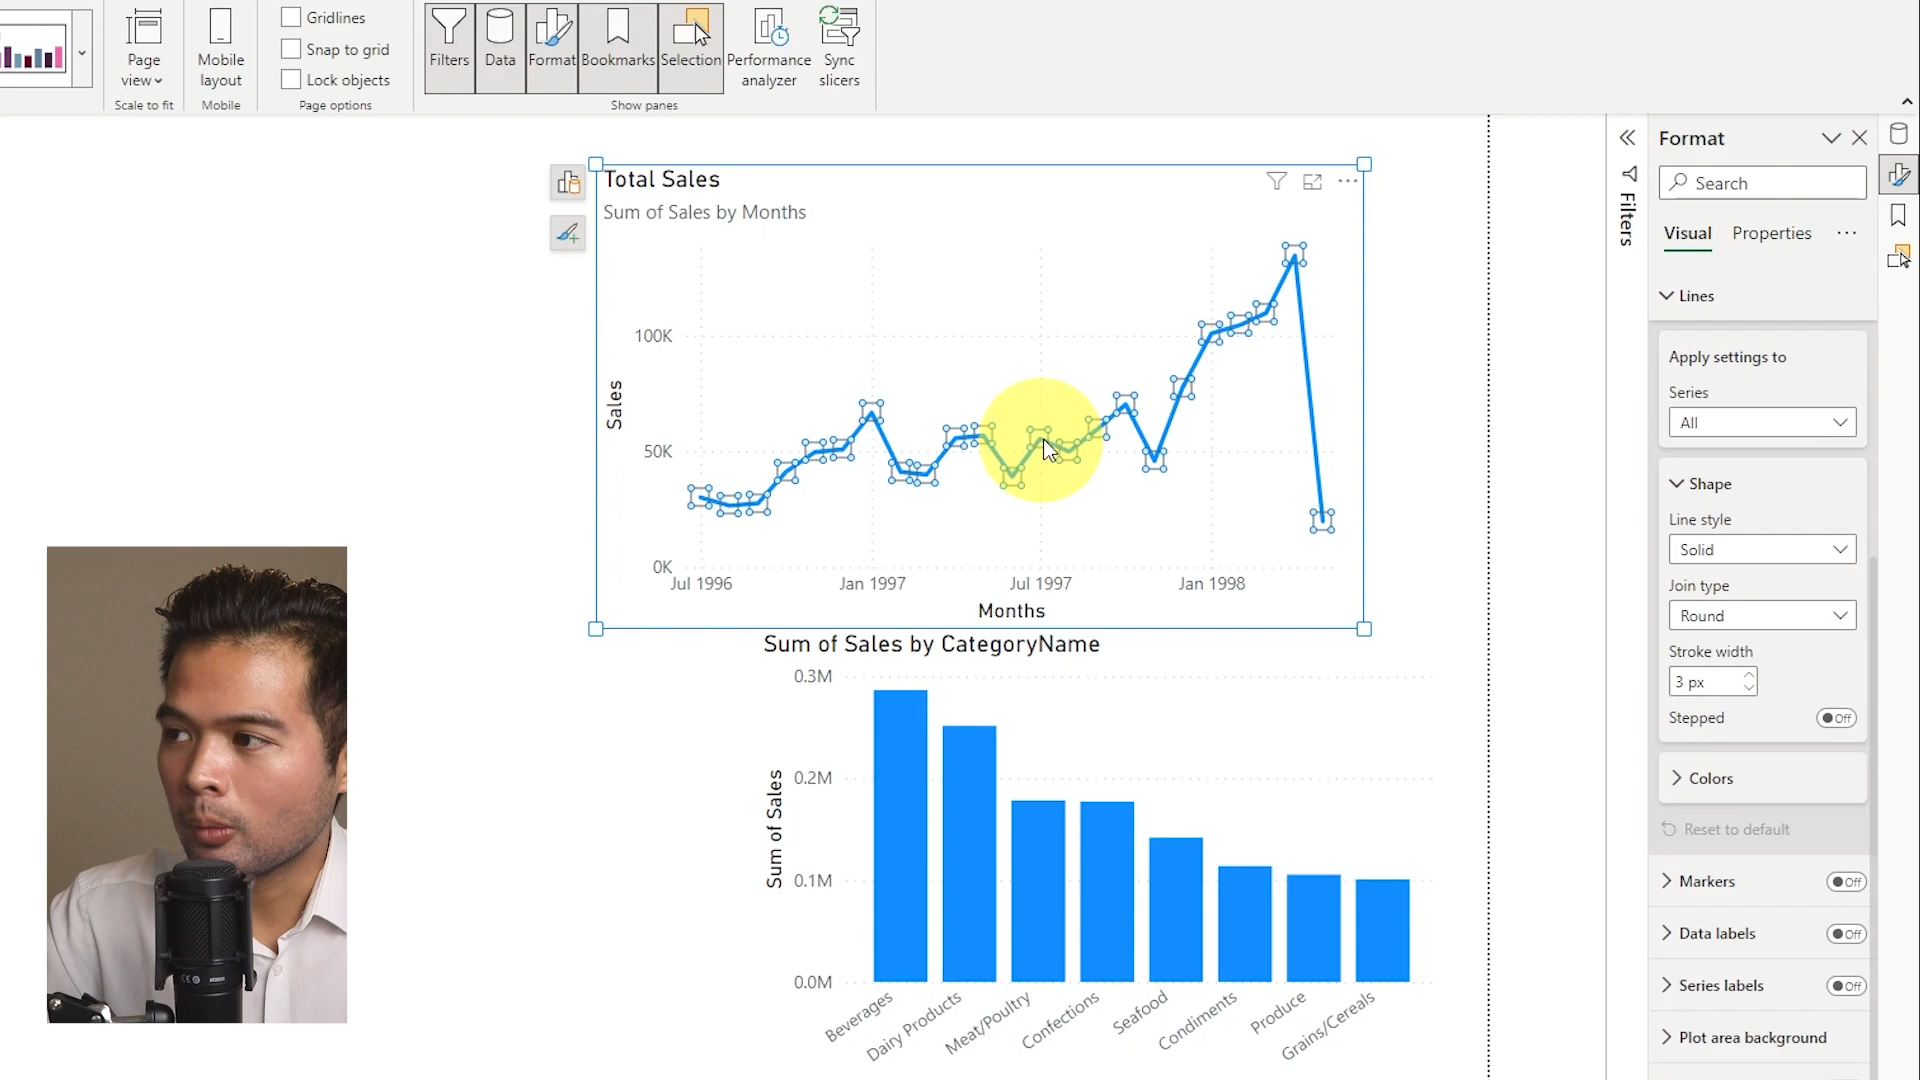 Page
view
Scale to fit
Mobile
layout
Mobile
Gridlines
Snap to grid
Lock objects
Page options
Filters
Data
Format
Bookmarks
Selection
Performance
analyzer
Sync
slicers
Show panes
Total Sales
Sum of Sales by Months
100K
50K
0K
Sales
Jul 1996
Jan 1997
Jul 1997
Jan 1998
Months
Sum of Sales by CategoryName
0.3M
0.2M
0.1M
0.0M
Sum of Sales
Beverages
Dairy Products
Meat/Poultry
Confections
Seafood
Condiments
Produce
Grains/Cereals
Filters
Format
Search
Visual
Properties
Lines
Apply settings to
Series
All
Shape
Line style
Solid
Join type
Round
Stroke width
3 px
Stepped
Off
Colors
Reset to default
Markers
Off
Data labels
Off
Series labels
Off
Plot area background